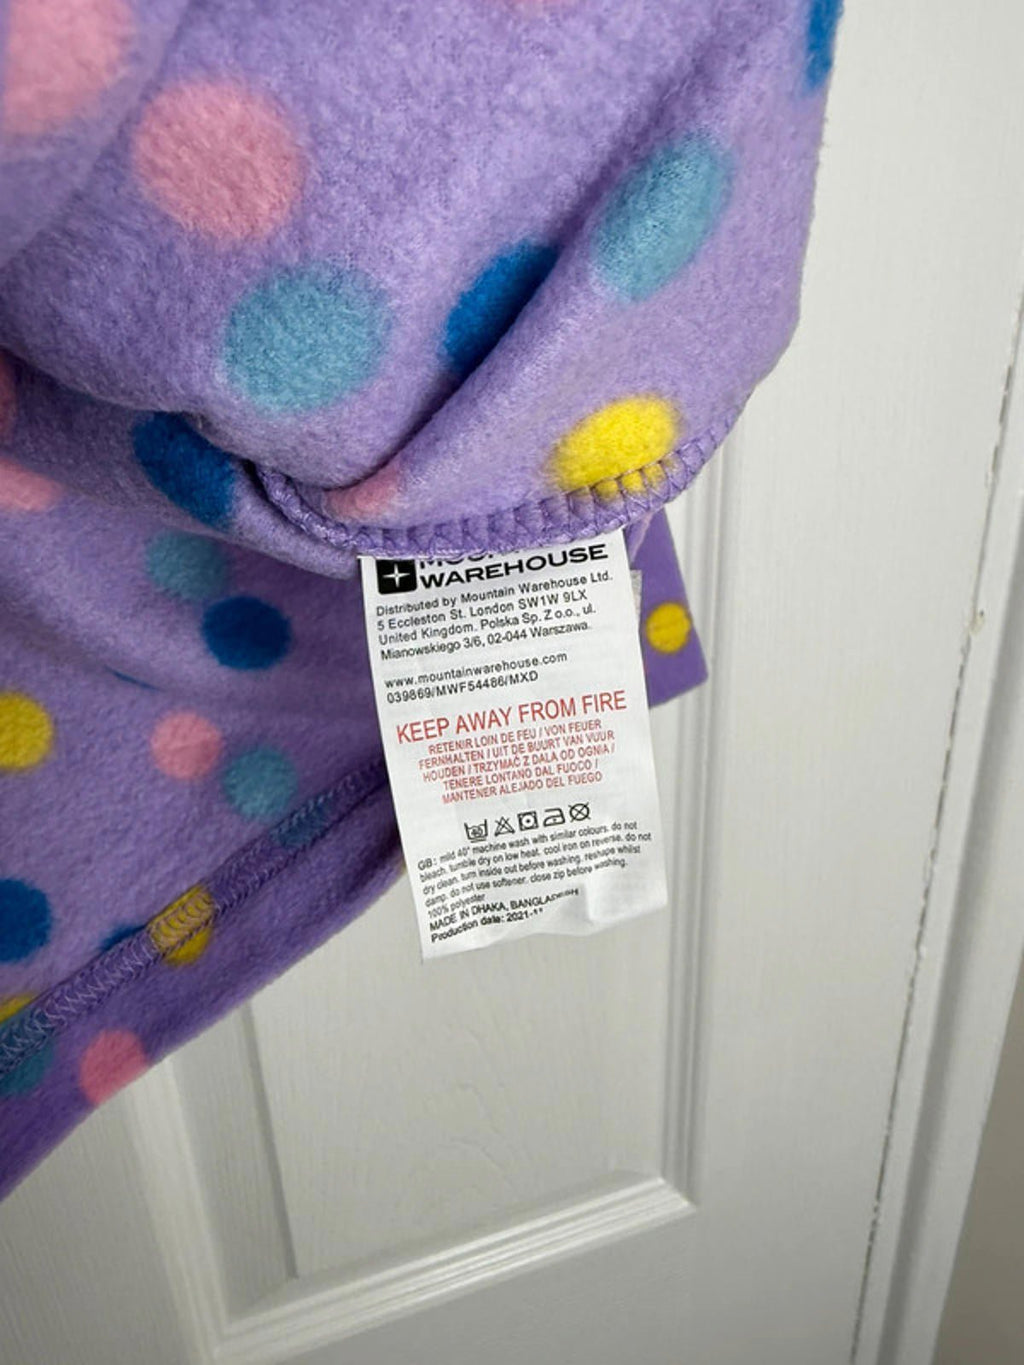 WAREHOUSE
Distributed by Mountain Warehouse Ltd.
5 Eccleston St. London SW1W 9LX
United Kingdom. Polska Sp. Z o.o., ul.
Mianowskiego 3/6, 02-044 Warszawa.
www.mountainwarehouse.com
039869/MWF54486/MXD
KEEP AWAY FROM FIRE
RETENIR LOIN DE FEU / VON FEUER
FERNHALTEN / UIT DE BUURT VAN VUUR
HOUDEN / TRZYMAĆ Z DALA OD OGNIA /
TENERE LONTANO DAL FUOCO /
MANTENER ALEJADO DEL FUEGO
40
GB: mild 40° machine wash with similar colours. do not
bleach. tumble dry on low heat. cool iron on reverse. do not
dry clean. turn inside out before washing. reshape whilst
damp. do not use softener. close zip before washing.
100% polyester
MADE IN DHAKA, BANGLADESH
Production date: 2021-1